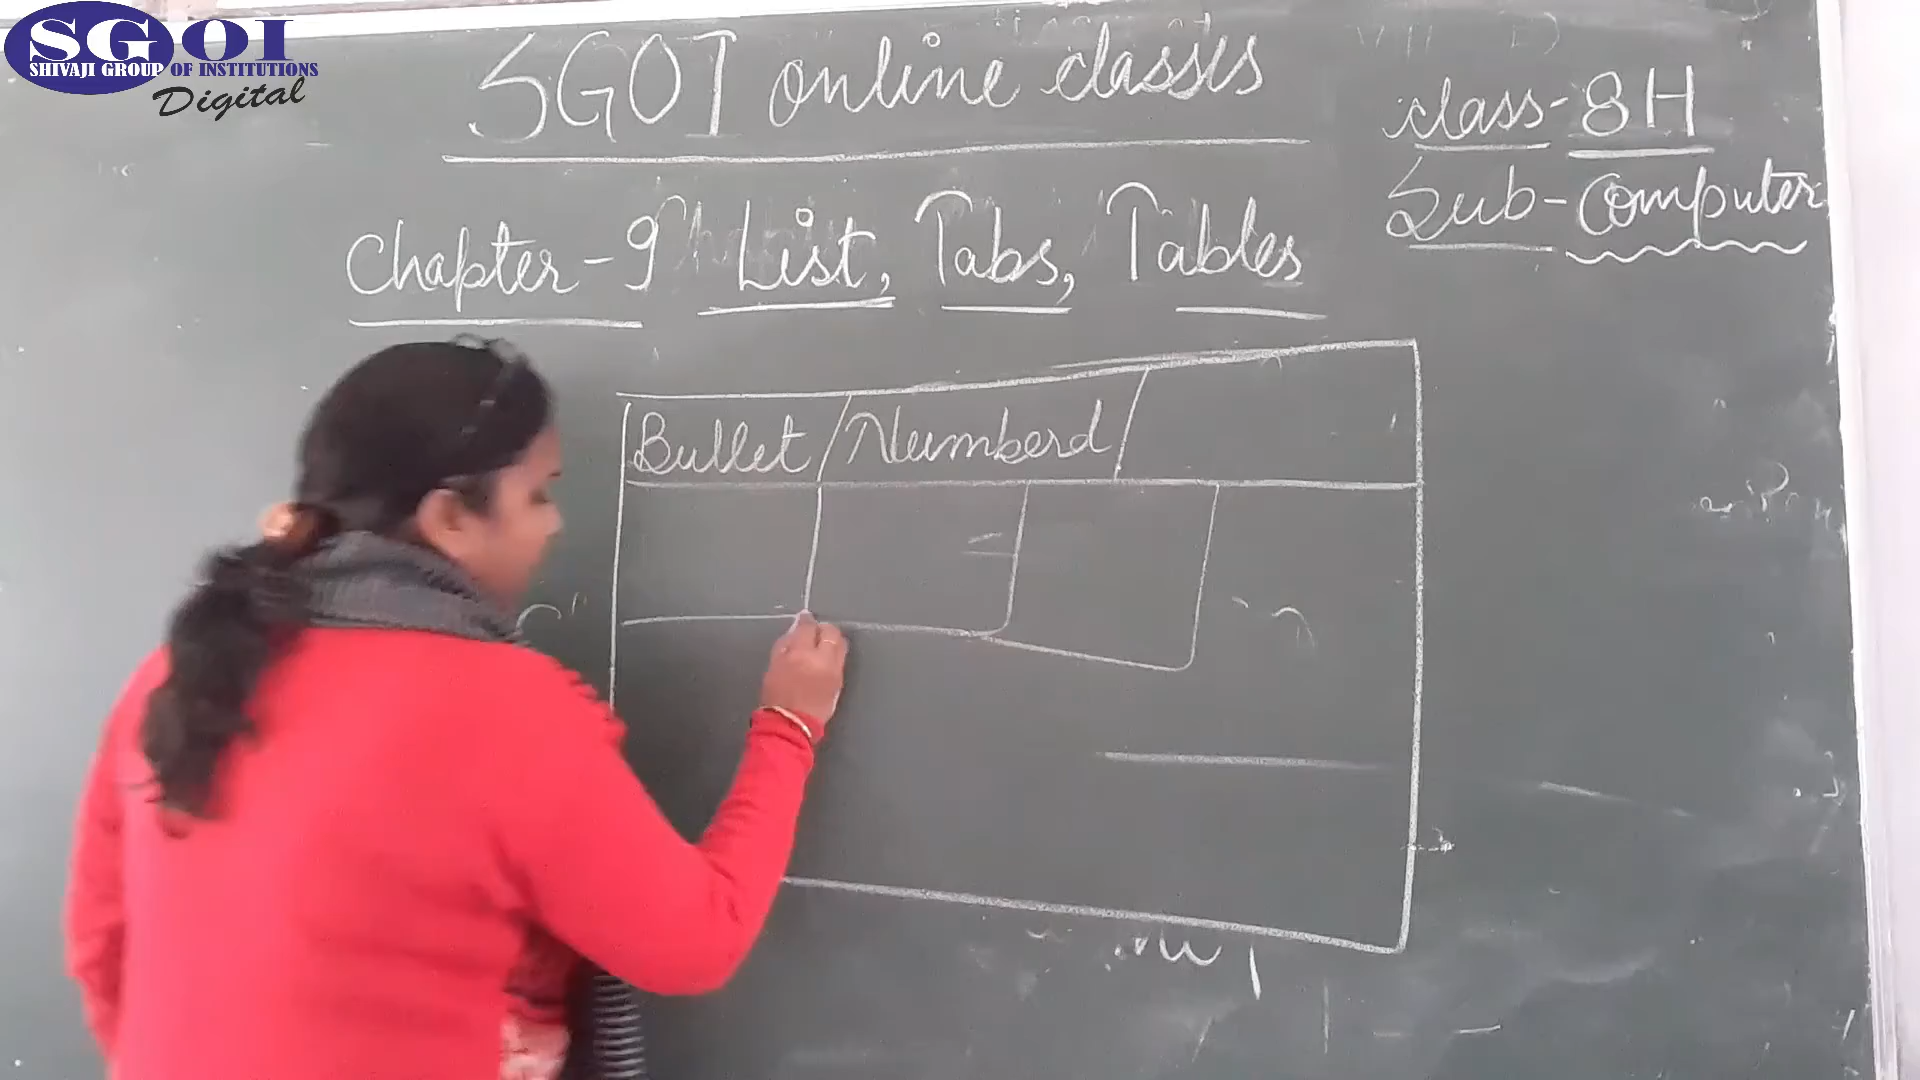 SGOI
SHIVAJI GROUP OF INSTITUTIONS
Digital
SGOI online classes
class-8H
Sub-Computer
Chapter-9 List, Tabs, Tables
Bullet Numberd